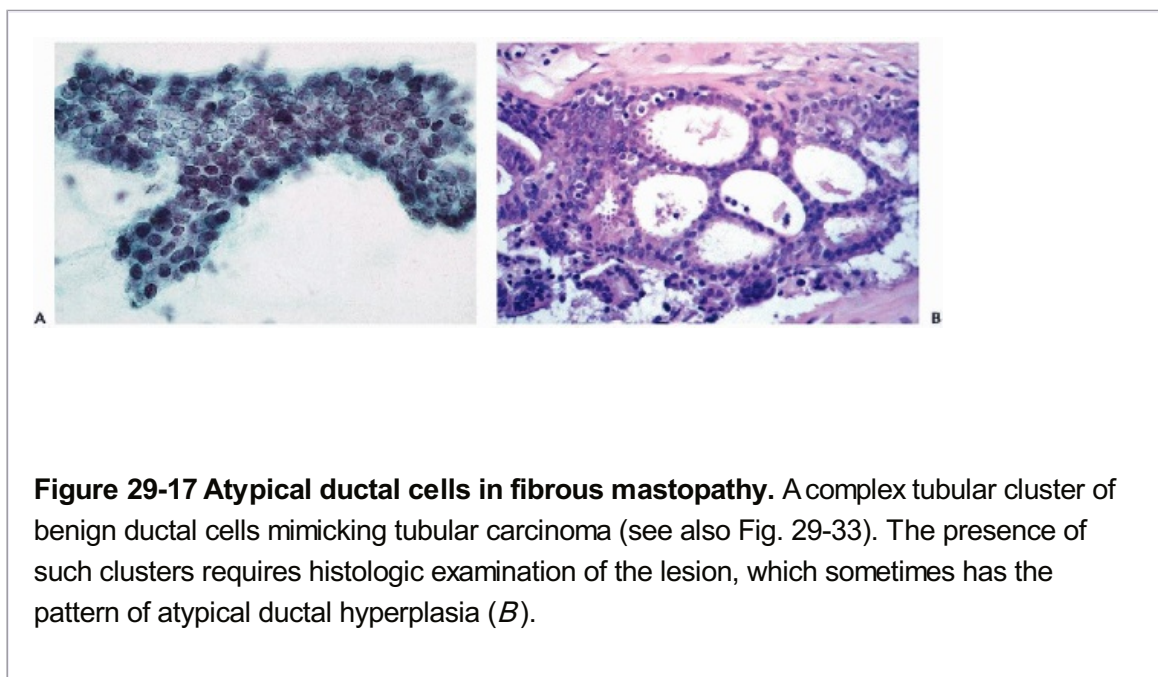 A
B
Figure 29-17 Atypical ductal cells in fibrous mastopathy. A complex tubular cluster of
benign ductal cells mimicking tubular carcinoma (see also Fig. 29-33). The presence of
such clusters requires histologic examination of the lesion, which sometimes has the
pattern of atypical ductal hyperplasia (B).